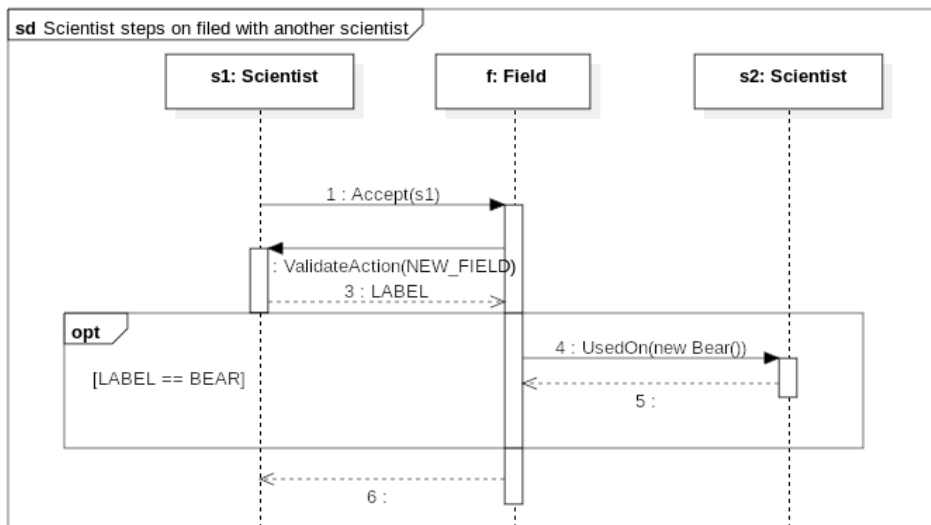 sd Scientist steps on filed with another scientist
s1: Scientist
f: Field
s2: Scientist
1 : Accept(s1)
: ValidateAction(NEW_FIELD)
3 : LABEL
opt
4 : UsedOn(new Bear())
[LABEL == BEAR]
5 :
6 :